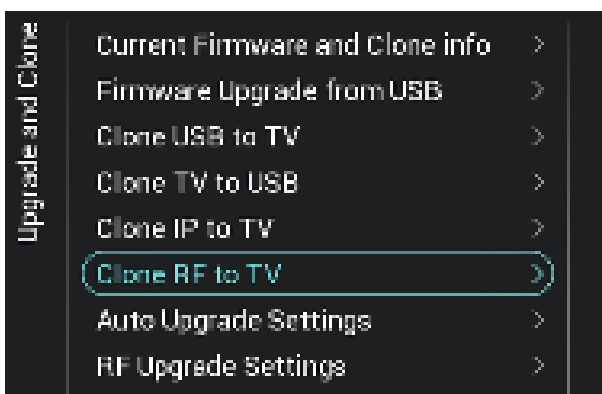 Upgrade and Clone
Current Firmware and Clone info
Firmware Upgrade from USB
Clone USB to TV
Clone TV to USB
Clone IP to TV
Clone RF to TV
Auto Upgrade Settings
RF Upgrade Settings